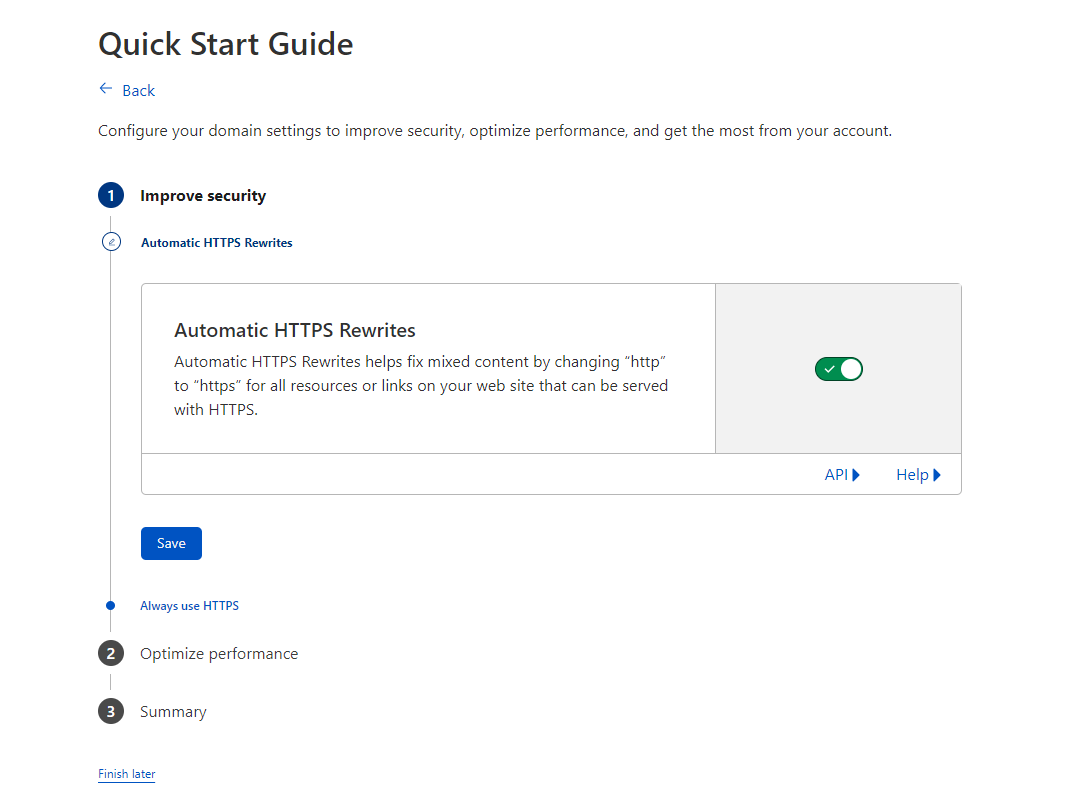 Quick Start Guide
Back
Configure your domain settings to improve security, optimize performance, and get the most from your account.
1 Improve security
Automatic HTTPS Rewrites
Automatic HTTPS Rewrites
Automatic HTTPS Rewrites helps fix mixed content by changing “http”
to “https” for all resources or links on your web site that can be served
with HTTPS.
API Help
Save
Always use HTTPS
2 Optimize performance
3 Summary
Finish later